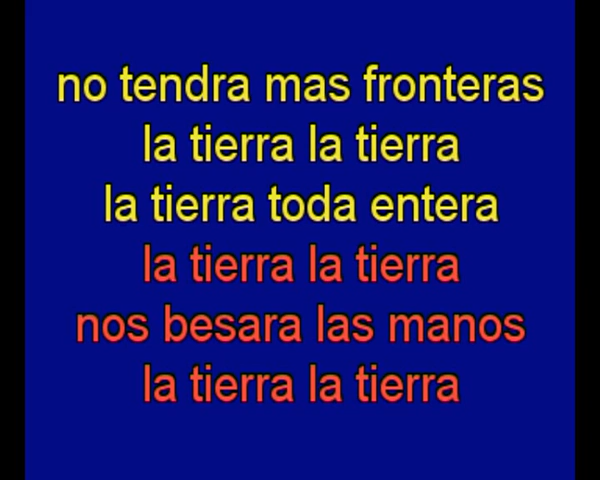 no tendra mas fronteras
la tierra la tierra
la tierra toda entera
la tierra la tierra
nos besara las manos
la tierra la tierra